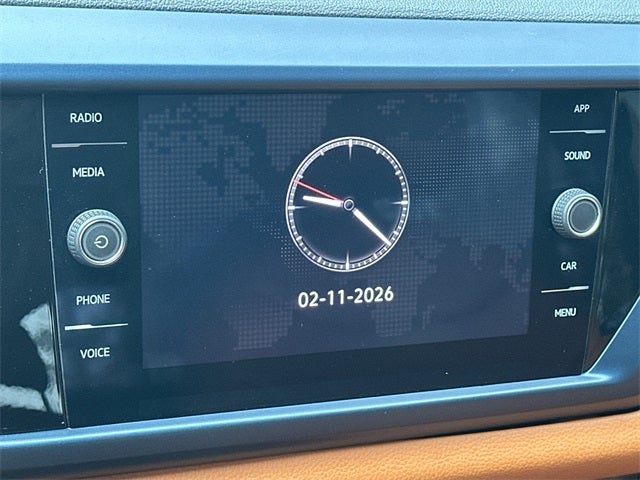 RADIO
MEDIA
PHONE
VOICE
02-11-2026
APP
SOUND
CAR
MENU